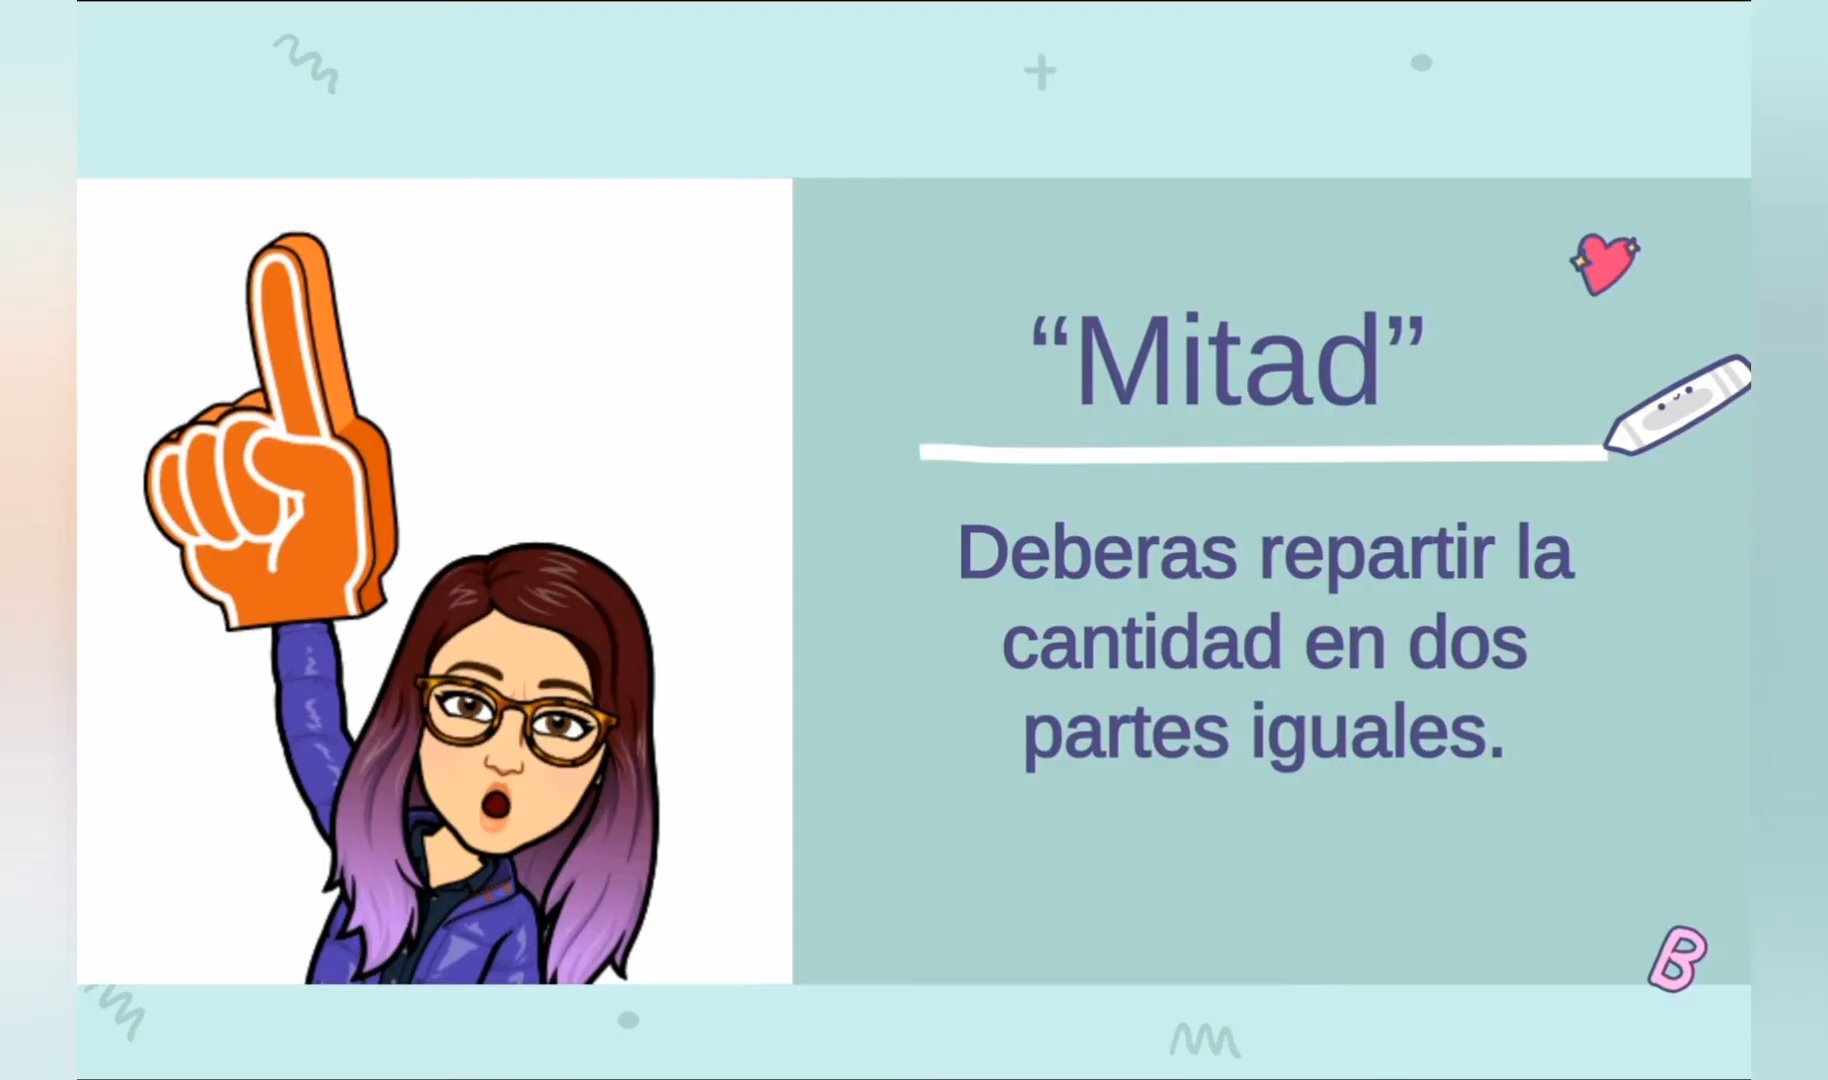 “Mitad”
Deberas repartir la
cantidad en dos
partes iguales.
B